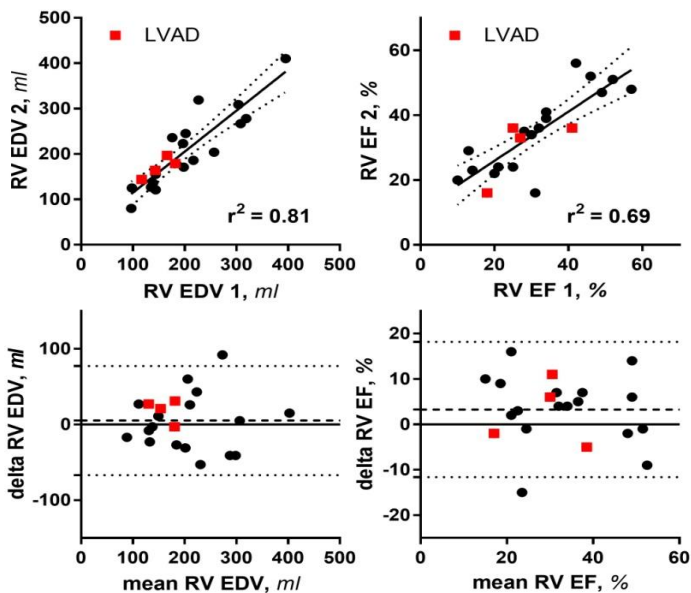 LVAD
500
400
300
200
100
0
RV EDV 2, ml
0 100 200 300 400 500
RV EDV 1, ml
r² = 0.81
LVAD
60
40
20
0
RV EF 2, %
0 20 40 60
RV EF 1, %
r² = 0.69
100
0
-100
delta RV EDV, ml
0 100 200 300 400 500
mean RV EDV, ml
20
10
0
-10
-20
delta RV EF, %
0 20 40 60
mean RV EF, %